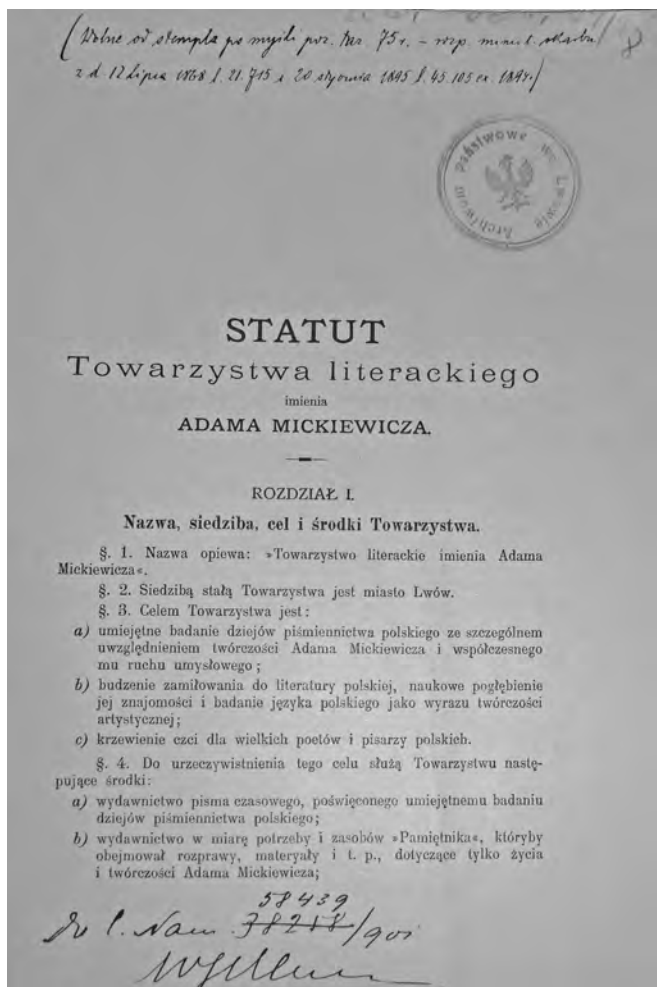 (Wolne od stempla po myśli poz. tar. 75 r. – rozp. minist. skarbu
z d. 12 Lipca 1868 l. 21.715 i 20 stycznia 1895 l. 45.105 ex. 1894.)
8
Archiwum Państwowe we Lwowie
STATUT
Towarzystwa literackiego
imienia
ADAMA MICKIEWICZA.
ROZDZIAŁ I.
Nazwa, siedziba, cel i środki Towarzystwa.
§. 1. Nazwa opiewa: »Towarzystwo literackie imienia Adama
Mickiewicza«.
§. 2. Siedzibą stałą Towarzystwa jest miasto Lwów.
§. 3. Celem Towarzystwa jest:
a) umiejętne badanie dziejów piśmiennictwa polskiego ze szczególnem
uwzględnieniem twórczości Adama Mickiewicza i współczesnego
mu ruchu umysłowego;
b) budzenie zamiłowania do literatury polskiej, naukowe pogłębienie
jej znajomości i badanie języka polskiego jako wyrazu twórczości
artystycznej;
c) krzewienie czci dla wielkich poetów i pisarzy polskich.
§. 4. Do urzeczywistnienia tego celu służą Towarzystwu nastę-
pujące środki:
a) wydawnictwo pisma czasowego, poświęconego umiejętnemu badaniu
dziejów piśmiennictwa polskiego;
b) wydawnictwo w miarę potrzeby i zasobów »Pamiętnika«, któryby
obejmował rozprawy, materyały i t. p., dotyczące tylko życia
i twórczości Adama Mickiewicza;
58439
Do l. Nam. 78218/901